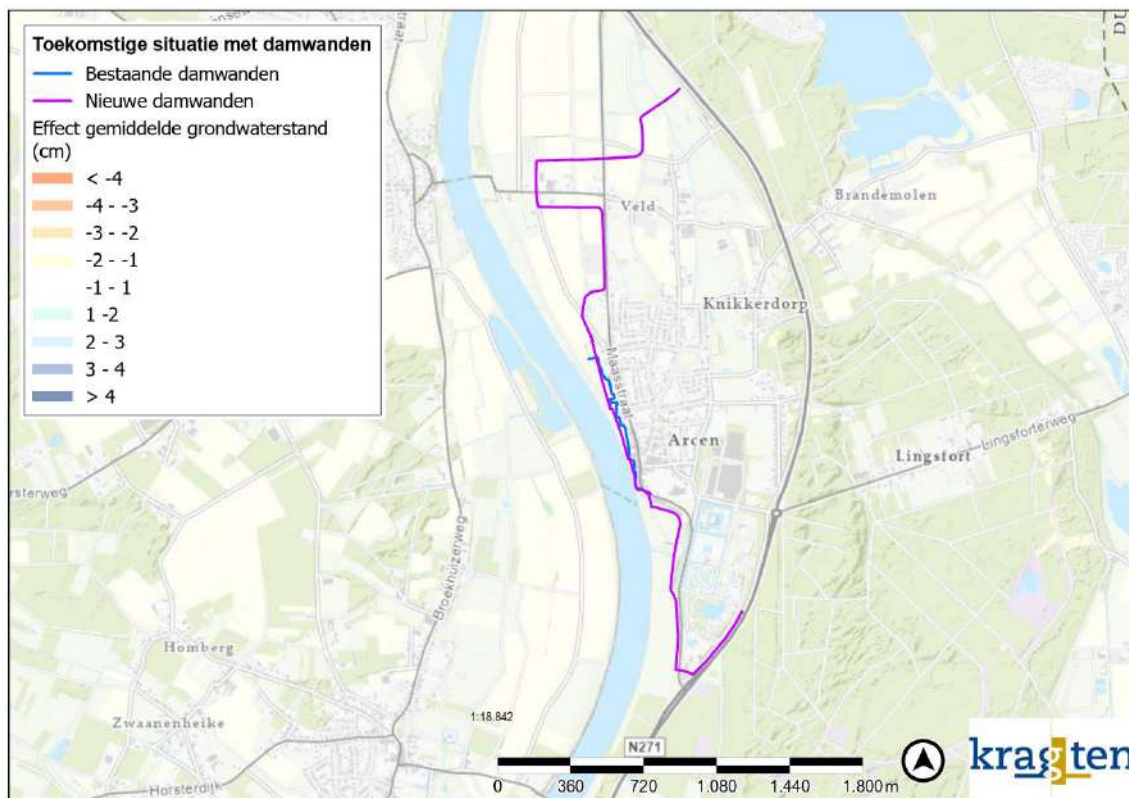 Toekomstige situatie met damwanden
Bestaande damwanden
Nieuwe damwanden
Effect gemiddelde grondwaterstand
(cm)
< -4
-4 - -3
-3 - -2
-2 - -1
-1 - 1
1 -2
2 - 3
3 - 4
> 4
DU
Brandemolen
Veld
Knikkerdorp
Maasstraat
Arcen
Lingsfort
Lingsforterweg
Broekhuizerweg
Homberg
Zwaanenheike
Horsterdijk
1:18.842
N271
0 360 720 1.080 1.440 1.800 m
kragten